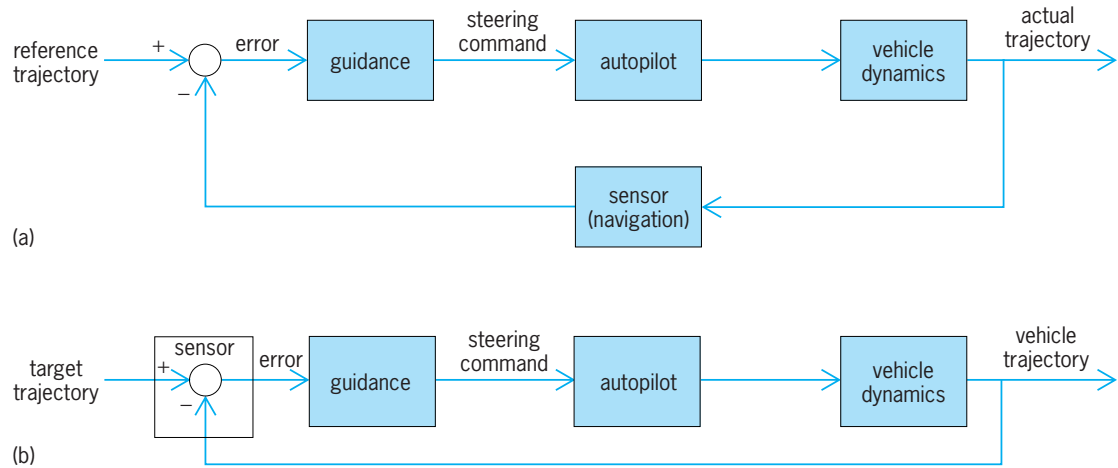 reference
trajectory
+
−
error
guidance
steering
command
autopilot
vehicle
dynamics
actual
trajectory
sensor
(navigation)
(a)
target
trajectory
sensor
+
−
error
guidance
steering
command
autopilot
vehicle
dynamics
vehicle
trajectory
(b)